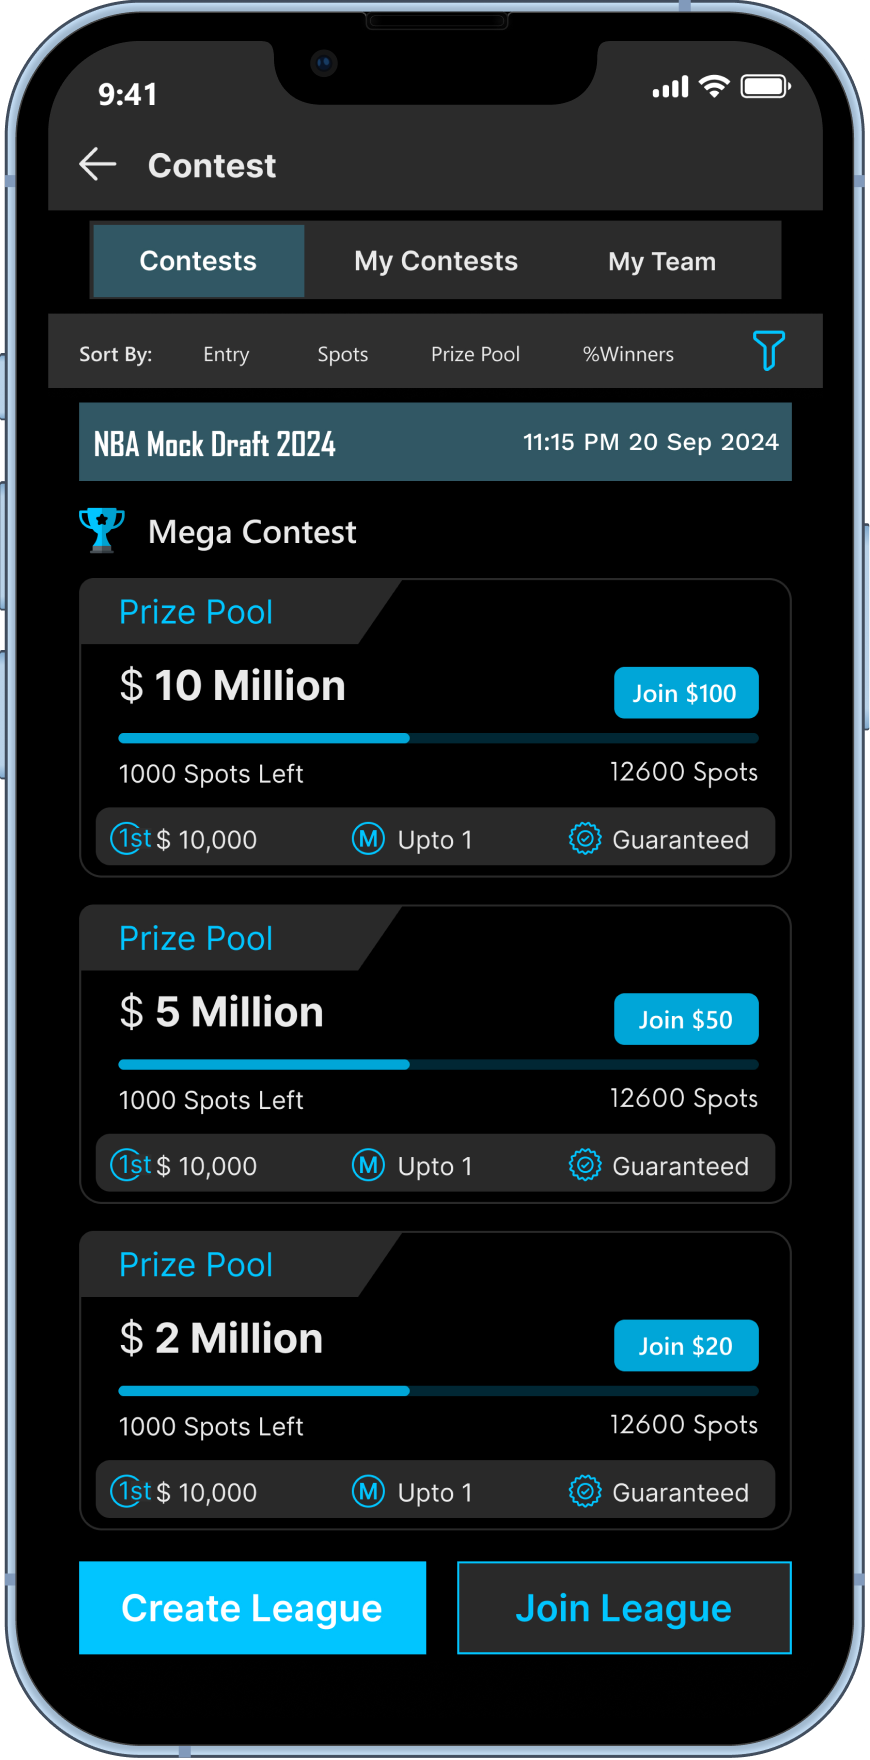 9:41
Contest
Contests My Contests My Team
Sort By: Entry Spots Prize Pool %Winners
NBA Mock Draft 2024 11:15 PM 20 Sep 2024
Mega Contest
Prize Pool
$ 10 Million Join $100
1000 Spots Left 12600 Spots
1st $ 10,000 M Upto 1 Guaranteed
Prize Pool
$ 5 Million Join $50
1000 Spots Left 12600 Spots
1st $ 10,000 M Upto 1 Guaranteed
Prize Pool
$ 2 Million Join $20
1000 Spots Left 12600 Spots
1st $ 10,000 M Upto 1 Guaranteed
Create League Join League